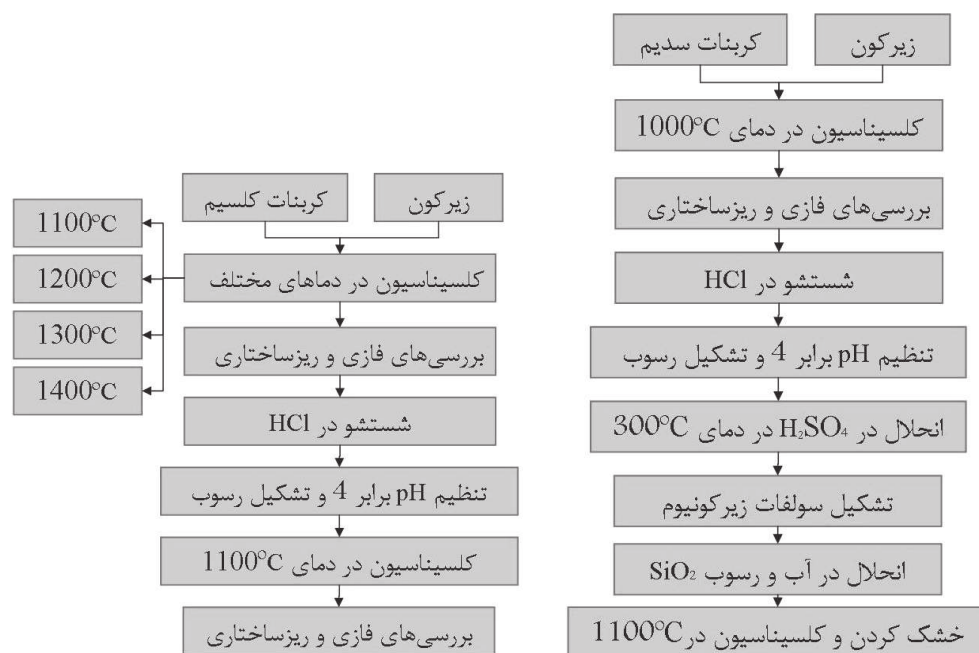 زیرکون
کربنات سدیم
کلسیناسیون در دمای 1000°C
بررسی‌های فازی و ریزساختاری
شستشو در HCl
تنظیم pH برابر 4 و تشکیل رسوب
انحلال در H₂SO₄ در دمای 300°C
تشکیل سولفات زیرکونیوم
انحلال در آب و رسوب SiO₂
خشک کردن و کلسیناسیون در 1100°C
زیرکون
کربنات کلسیم
کلسیناسیون در دماهای مختلف
1100°C
1200°C
1300°C
1400°C
بررسی‌های فازی و ریزساختاری
شستشو در HCl
تنظیم pH برابر 4 و تشکیل رسوب
کلسیناسیون در دمای 1100°C
بررسی‌های فازی و ریزساختاری